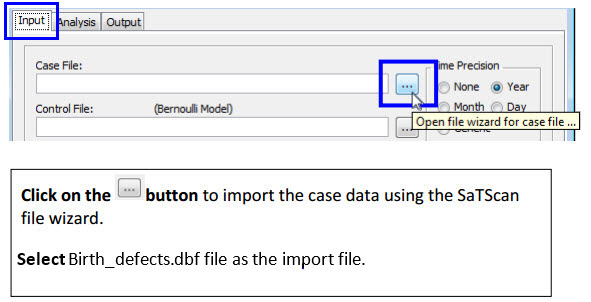 Input Analysis Output
Case File: ... Time Precision
None Year
Control File: (Bernoulli Model) Month Day
... Open file wizard for case file ...
Click on the ... button to import the case data using the SaTScan
file wizard.
Select Birth_defects.dbf file as the import file.